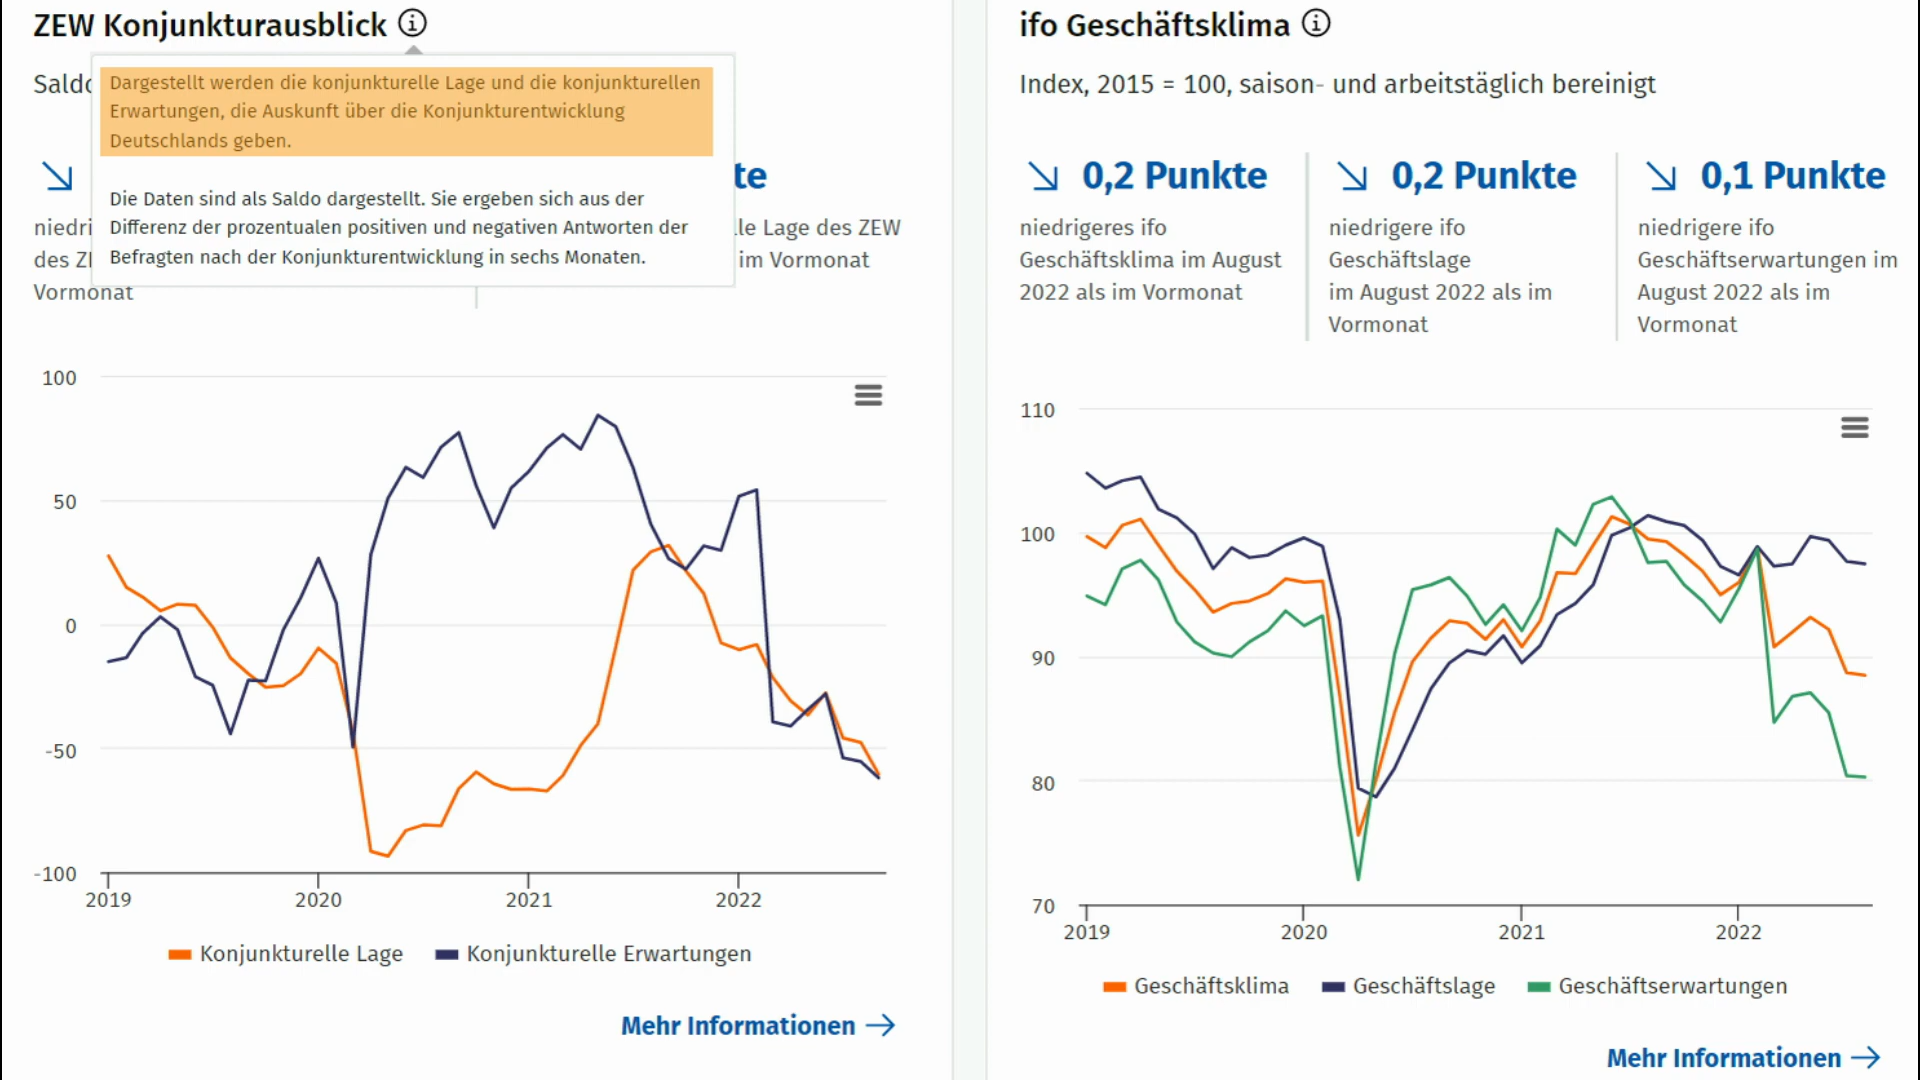 ZEW Konjunkturausblick
Dargestellt werden die konjunkturelle Lage und die konjunkturellen
Erwartungen, die Auskunft über die Konjunkturentwicklung
Deutschlands geben.
Die Daten sind als Saldo dargestellt. Sie ergeben sich aus der
Differenz der prozentualen positiven und negativen Antworten der
Befragten nach der Konjunkturentwicklung in sechs Monaten.
Lage des ZEW
des
im Vormonat
Vormonat
100
50
0
-50
-100
2019 2020 2021 2022
Konjunkturelle Lage Konjunkturelle Erwartungen
Mehr Informationen
ifo Geschäftsklima
Index, 2015 = 100, saison- und arbeitstäglich bereinigt
0,2 Punkte
niedrigeres ifo
Geschäftsklima im August
2022 als im Vormonat
0,2 Punkte
niedrigere ifo
Geschäftslage
im August 2022 als im
Vormonat
0,1 Punkte
niedrigere ifo
Geschäftserwartungen im
August 2022 als im
Vormonat
110
100
90
80
70
2019 2020 2021 2022
Geschäftsklima Geschäftslage Geschäftserwartungen
Mehr Informationen